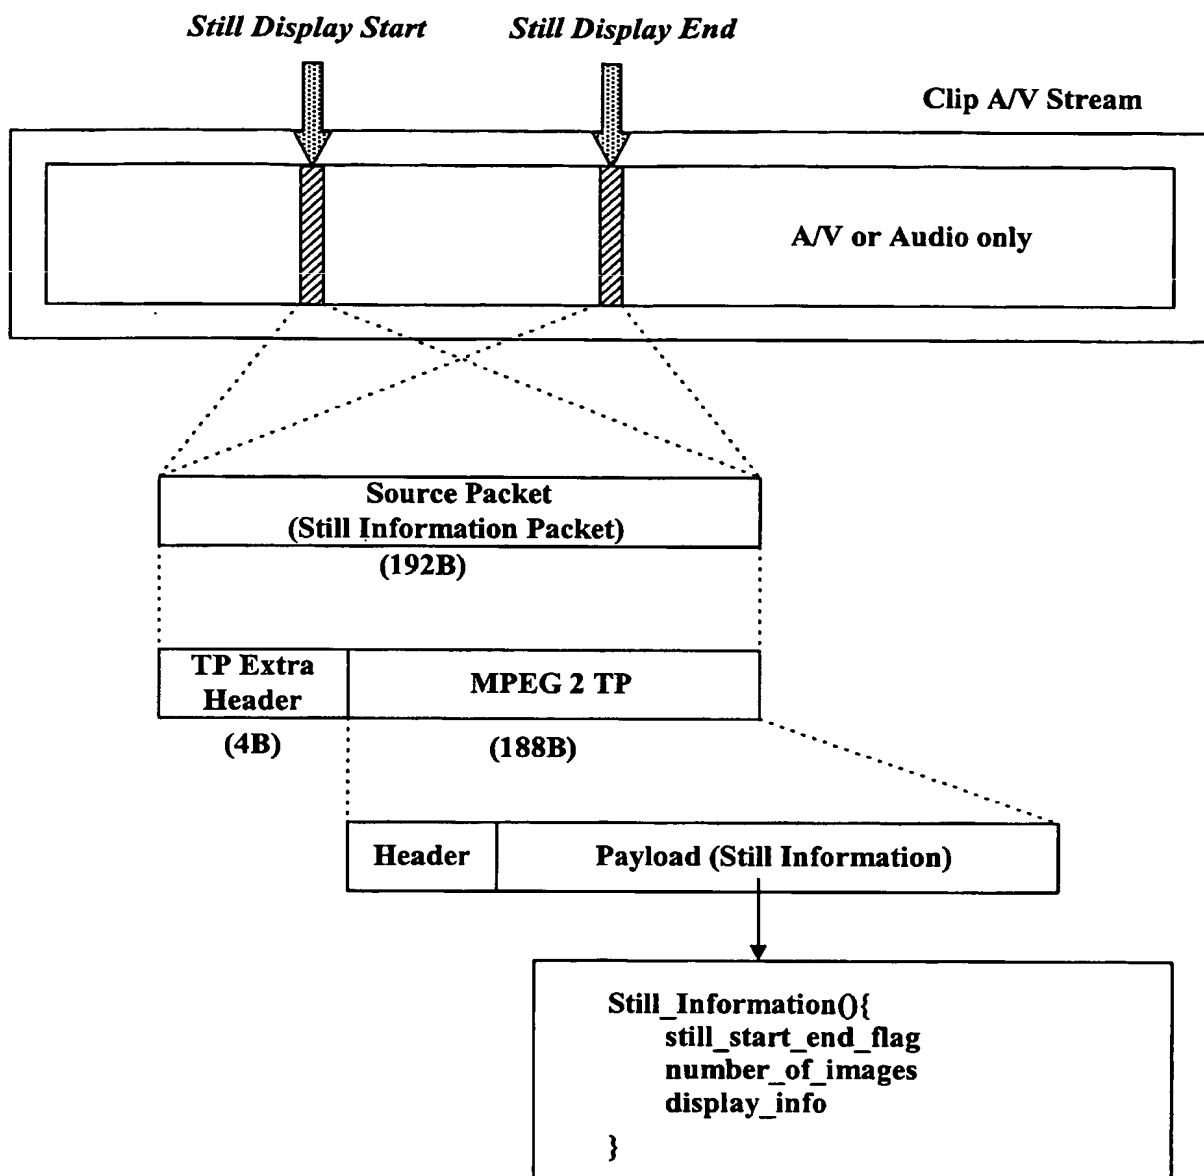 Still Display Start
Still Display End
Clip A/V Stream
A/V or Audio only
Source Packet
(Still Information Packet)
(192B)
TP Extra
Header
MPEG 2 TP
(4B)
(188B)
Header
Payload (Still Information)
Still_Information(){
still_start_end_flag
number_of_images
display_info
}